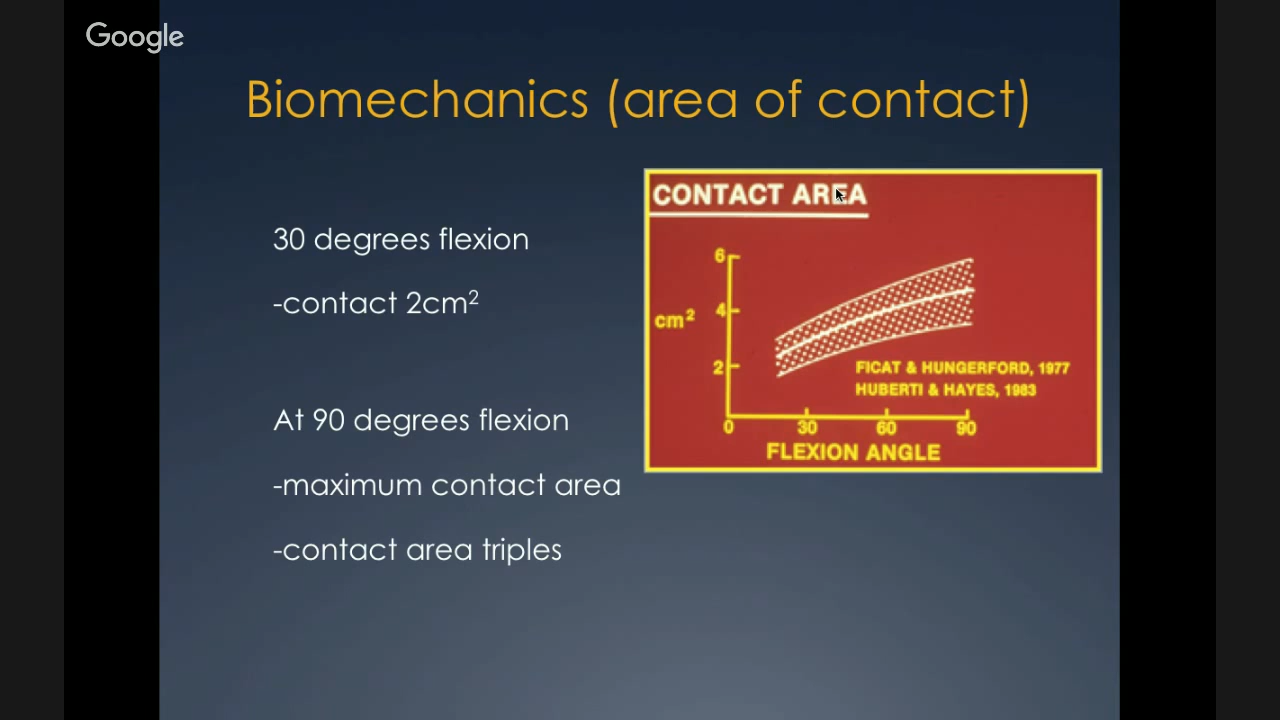 Google
Biomechanics (area of contact)
30 degrees flexion
-contact 2cm²
At 90 degrees flexion
-maximum contact area
-contact area triples
CONTACT AREA
6
cm²
4
2
FICAT & HUNGERFORD, 1977
HUBERTI & HAYES, 1983
0 30 60 90
FLEXION ANGLE